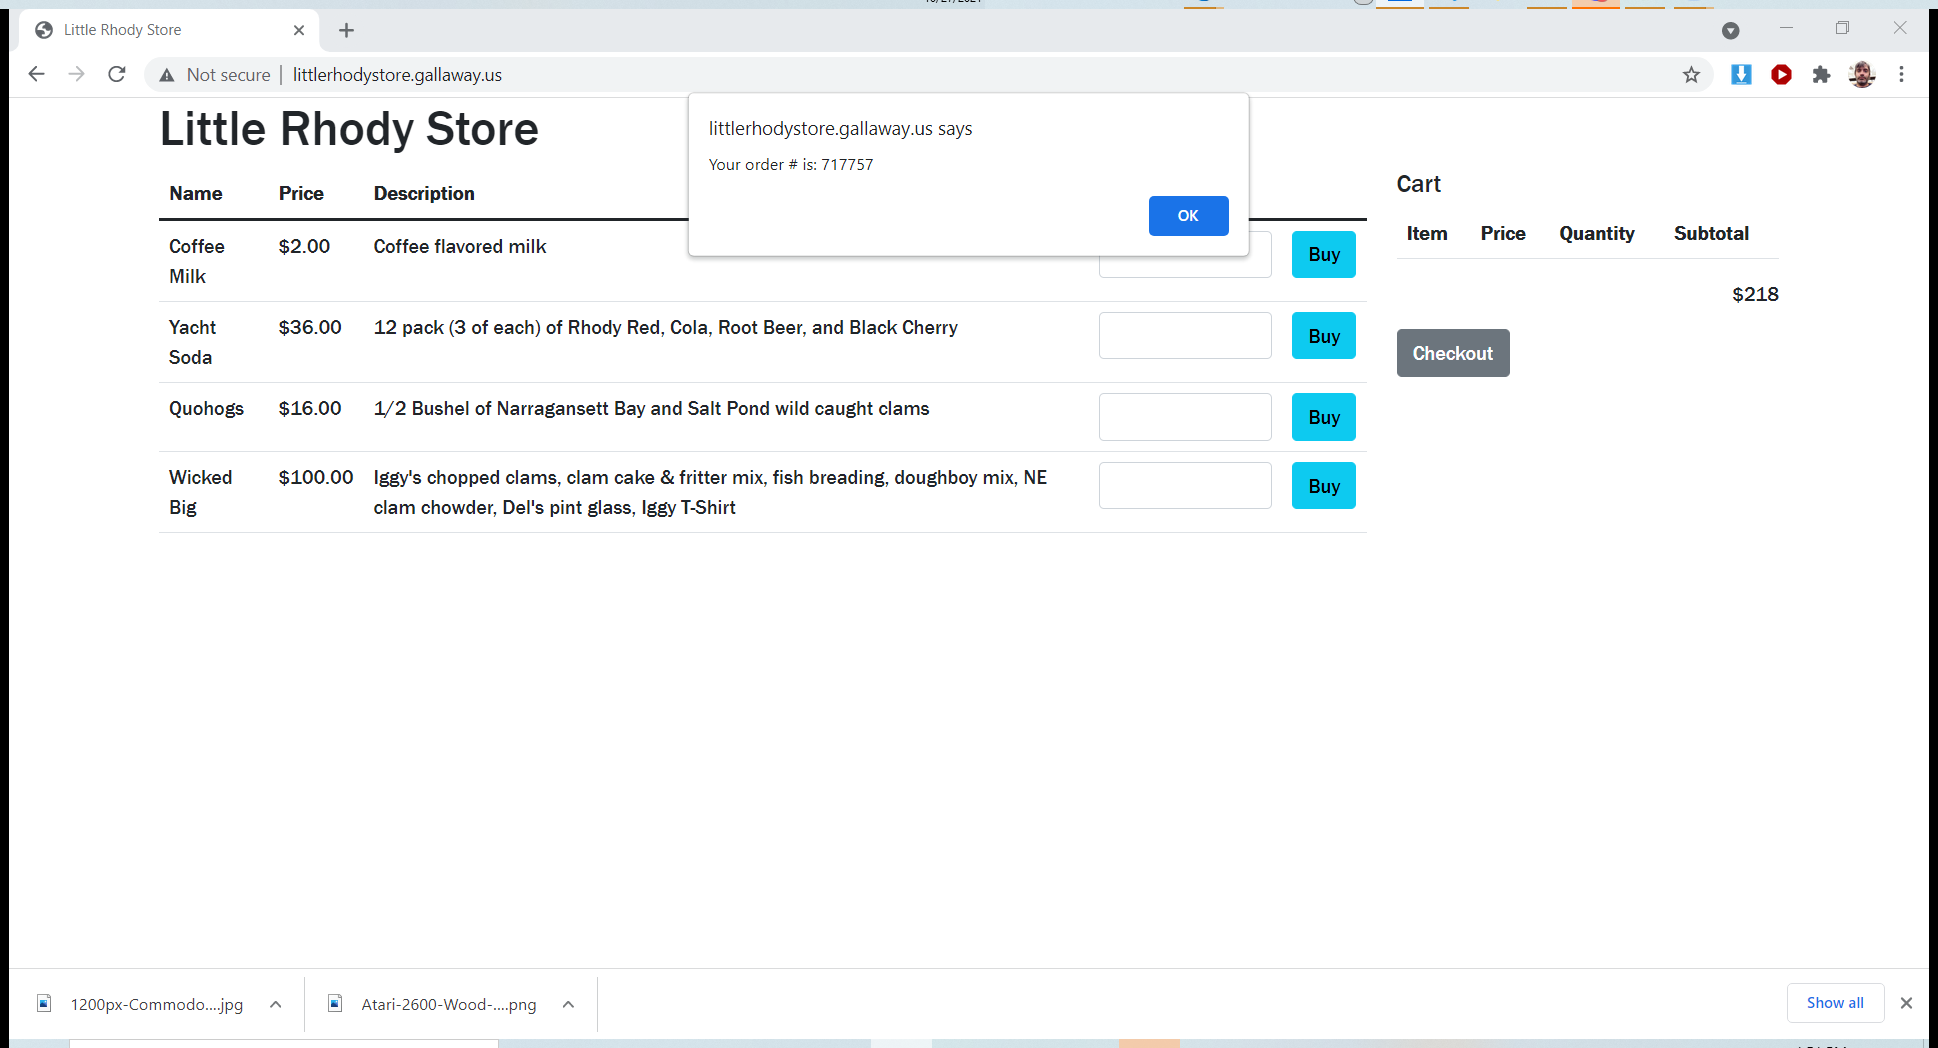 Little Rhody Store
Not secure | littlerhodystore.gallaway.us
Little Rhody Store
littlerhodystore.gallaway.us says
Your order # is: 717757
OK
Name Price Description
Coffee Milk $2.00 Coffee flavored milk Buy
Yacht Soda $36.00 12 pack (3 of each) of Rhody Red, Cola, Root Beer, and Black Cherry Buy
Quohogs $16.00 1/2 Bushel of Narragansett Bay and Salt Pond wild caught clams Buy
Wicked Big $100.00 Iggy's chopped clams, clam cake & fritter mix, fish breading, doughboy mix, NE
clam chowder, Del's pint glass, Iggy T-Shirt Buy
Cart
Item Price Quantity Subtotal
$218
Checkout
1200px-Commodo....jpg
Atari-2600-Wood-....png
Show all